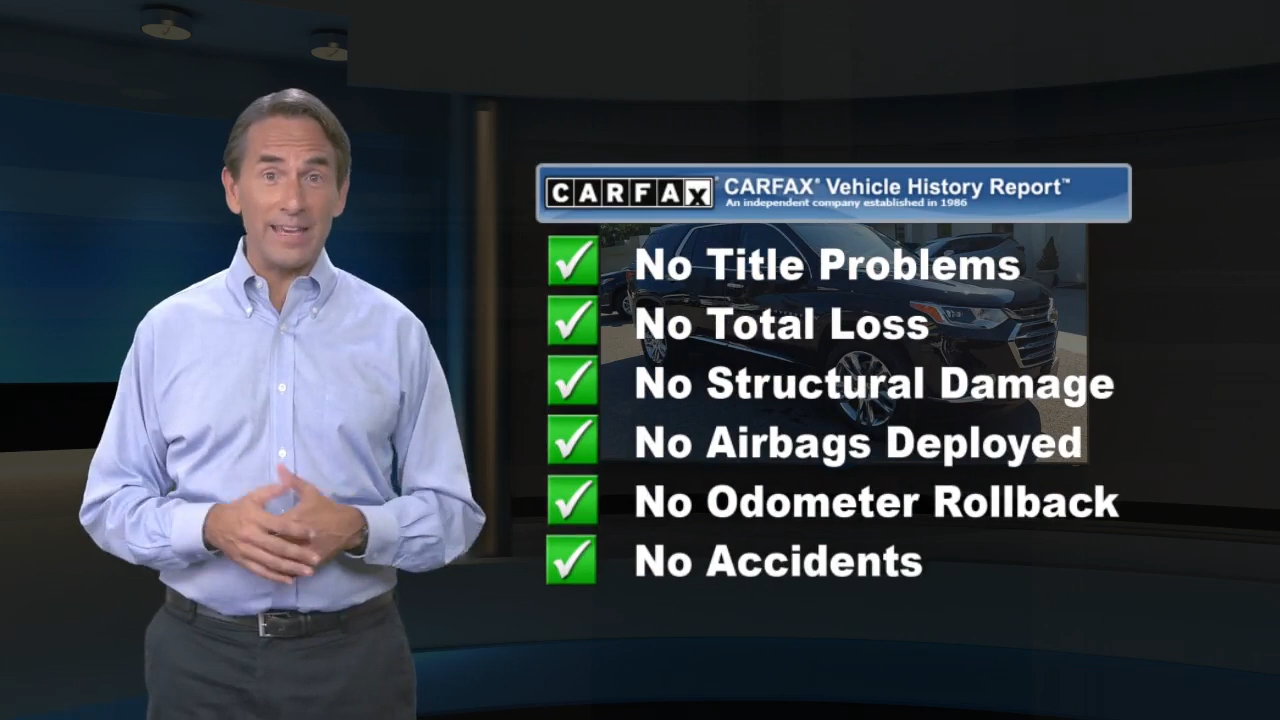 CARFAX® CARFAX® Vehicle History Report™
An independent company established in 1986
No Title Problems
No Total Loss
No Structural Damage
No Airbags Deployed
No Odometer Rollback
No Accidents